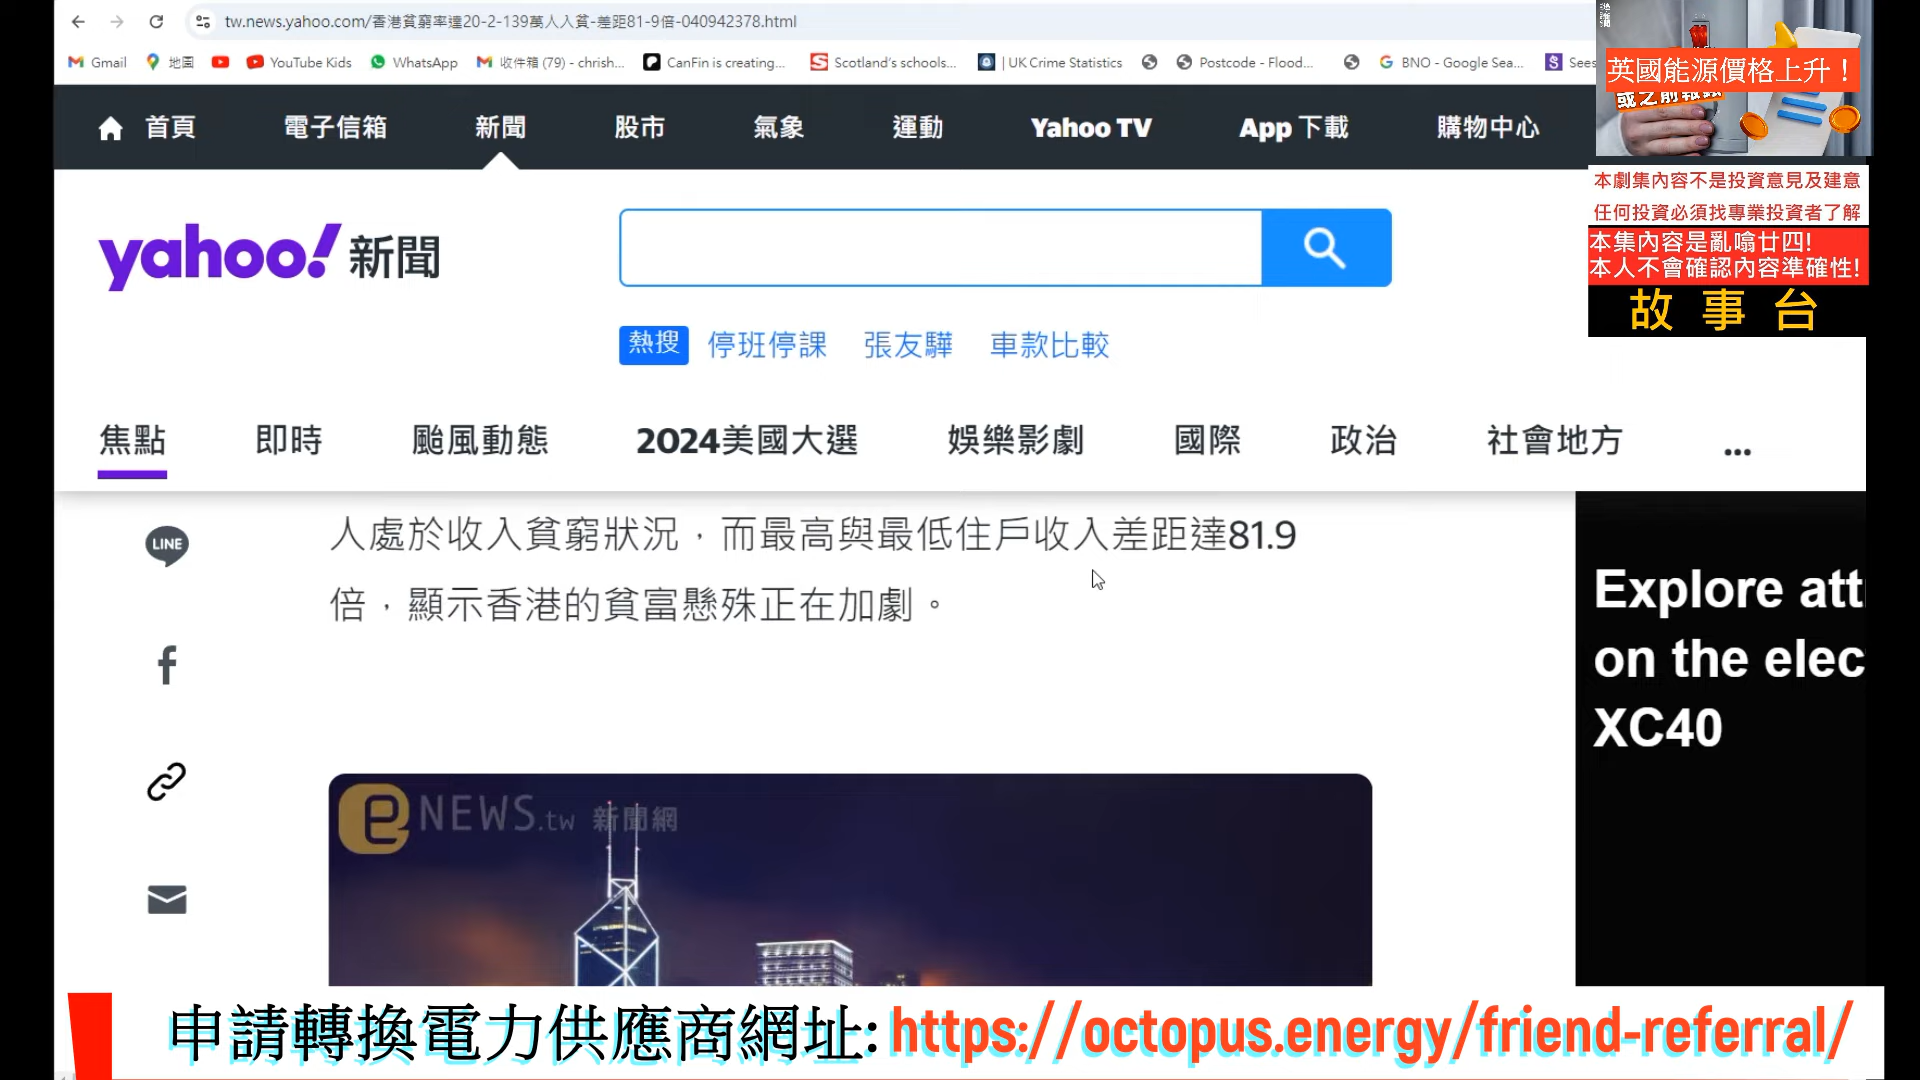 tw.news.yahoo.com/香港貧窮率達20-2-139萬人入貧-差距81-9倍-040942378.html
Gmail 地圖 YouTube Kids WhatsApp 收件箱 (79) - chrish... CanFin is creating... Scotland's schools... | UK Crime Statistics Postcode - Flood... BNO - Google Sea... Sees
英國能源價格上升！
首頁 電子信箱 新聞 股市 氣象 運動 Yahoo TV App 下載 購物中心
本劇集內容不是投資意見及建意
任何投資必須找專業投資者了解
本集內容是亂噏廿四!
本人不會確認內容準確性!
故事台
yahoo!新聞
熱搜 停班停課 張友驊 車款比較
焦點 即時 颱風動態 2024美國大選 娛樂影劇 國際 政治 社會地方 ...
人處於收入貧窮狀況，而最高與最低住戶收入差距達81.9
倍，顯示香港的貧富懸殊正在加劇。
LINE
Explore att
on the elec
XC40
eNEWS.tw 新聞網
申請轉換電力供應商網址: https://octopus.energy/friend-referral/